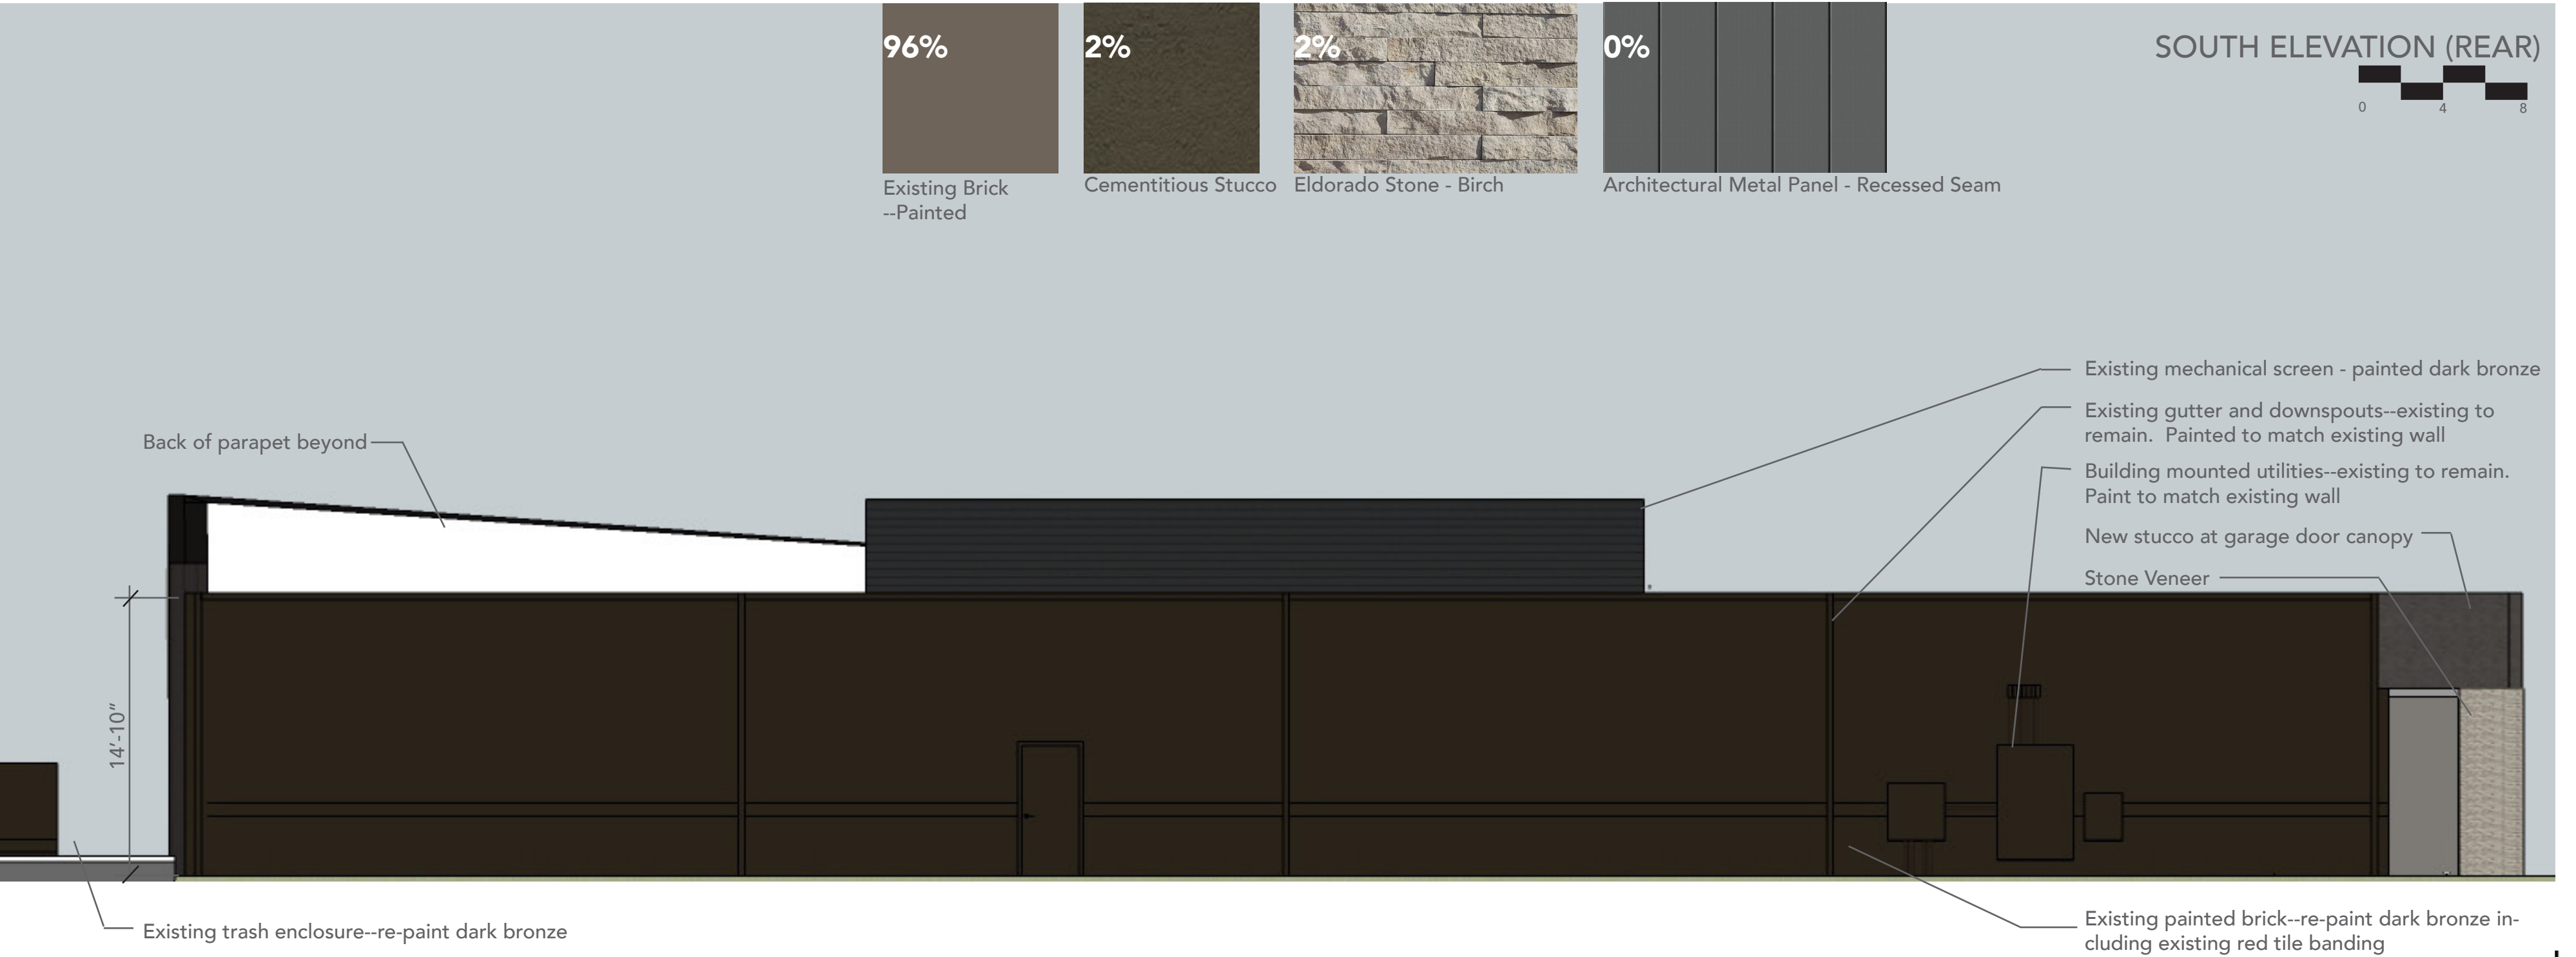 96%
2%
2%
0%
SOUTH ELEVATION (REAR)
0 4 8
Existing Brick
--Painted
Cementitious Stucco
Eldorado Stone - Birch
Architectural Metal Panel - Recessed Seam
Existing mechanical screen - painted dark bronze
Existing gutter and downspouts--existing to
remain. Painted to match existing wall
Back of parapet beyond
Building mounted utilities--existing to remain.
Paint to match existing wall
New stucco at garage door canopy
Stone Veneer
14'-10"
Existing trash enclosure--re-paint dark bronze
Existing painted brick--re-paint dark bronze in-
cluding existing red tile banding